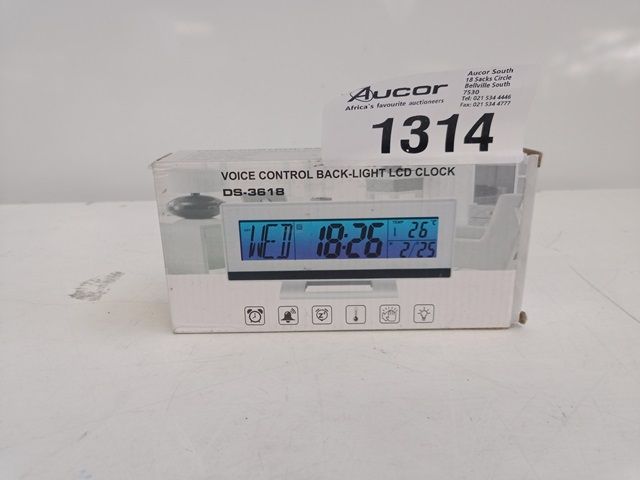 Aucor
Africa's favourite auctioneers
Aucor South
18 Sacks Circle
Bellville South
7530
Tel: 021 534 4446
Fax: 021 534 4777
1314
VOICE CONTROL BACK-LIGHT LCD CLOCK
DS-3618
WED 18:26
TEMP
26 °C
2/25